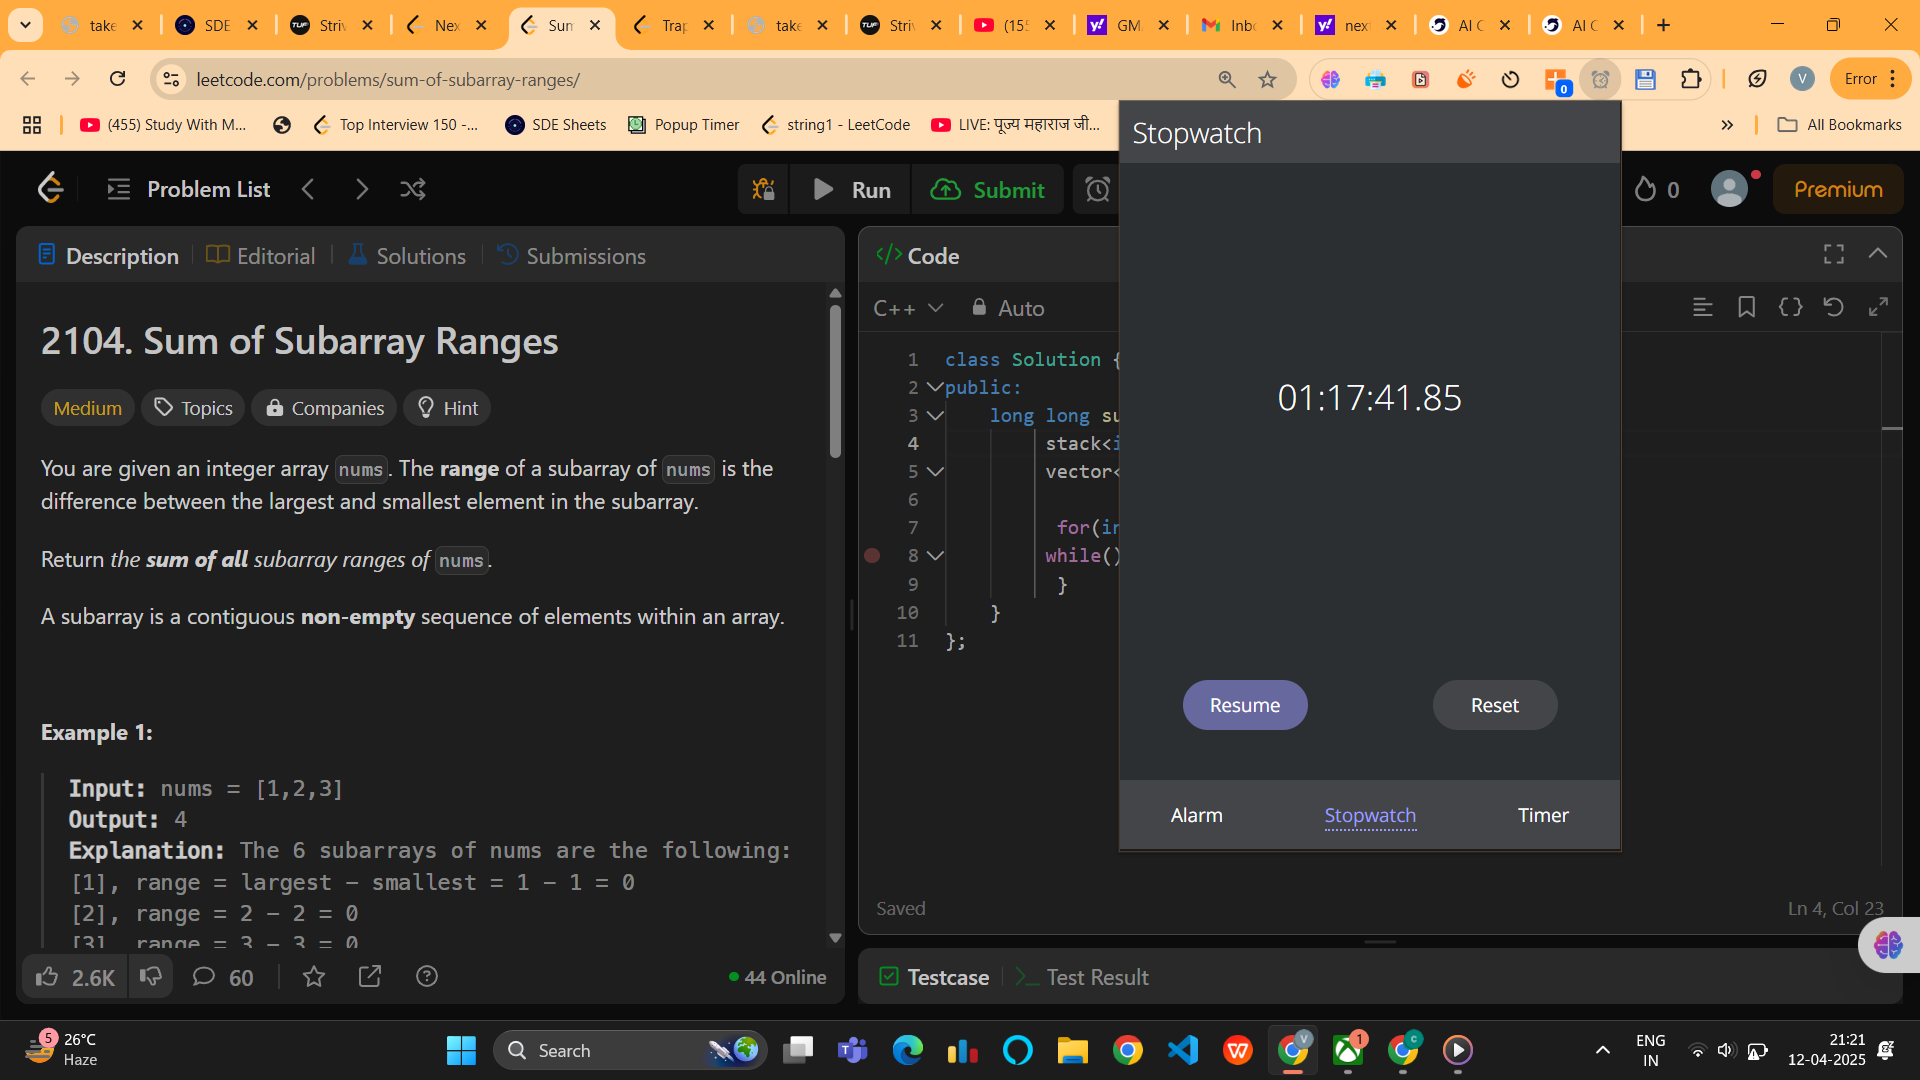 take
SDE
Striv
Nex
Sum
Trap
take
Striv
(155
GM
Inbo
nex
AI C
AI C
leetcode.com/problems/sum-of-subarray-ranges/
0
V
Error
(455) Study With M...
Top Interview 150 -...
SDE Sheets
Popup Timer
string1 - LeetCode
LIVE: पूज्य महाराज जी...
All Bookmarks
Problem List
Run
Submit
0
Premium
Description
Editorial
Solutions
Submissions
2104. Sum of Subarray Ranges
Medium
Topics
Companies
Hint
You are given an integer array nums. The range of a subarray of nums is the
difference between the largest and smallest element in the subarray.
Return the sum of all subarray ranges of nums.
A subarray is a contiguous non-empty sequence of elements within an array.
Example 1:
Input: nums = [1,2,3]
Output: 4
Explanation: The 6 subarrays of nums are the following:
[1], range = largest - smallest = 1 - 1 = 0
[2], range = 2 - 2 = 0
[3], range = 3 - 3 = 0
2.6K
60
44 Online
Code
C++
Auto
1 class Solution {
2 public:
3 long long su
4 stack<i
5 vector<
6
7 for(in
8 while()
9 }
10 }
11 };
Saved
Ln 4, Col 23
Testcase
Test Result
Stopwatch
01:17:41.85
Resume
Reset
Alarm
Stopwatch
Timer
5
26°C
Haze
Search
V
1
C
ENG
IN
21:21
12-04-2025